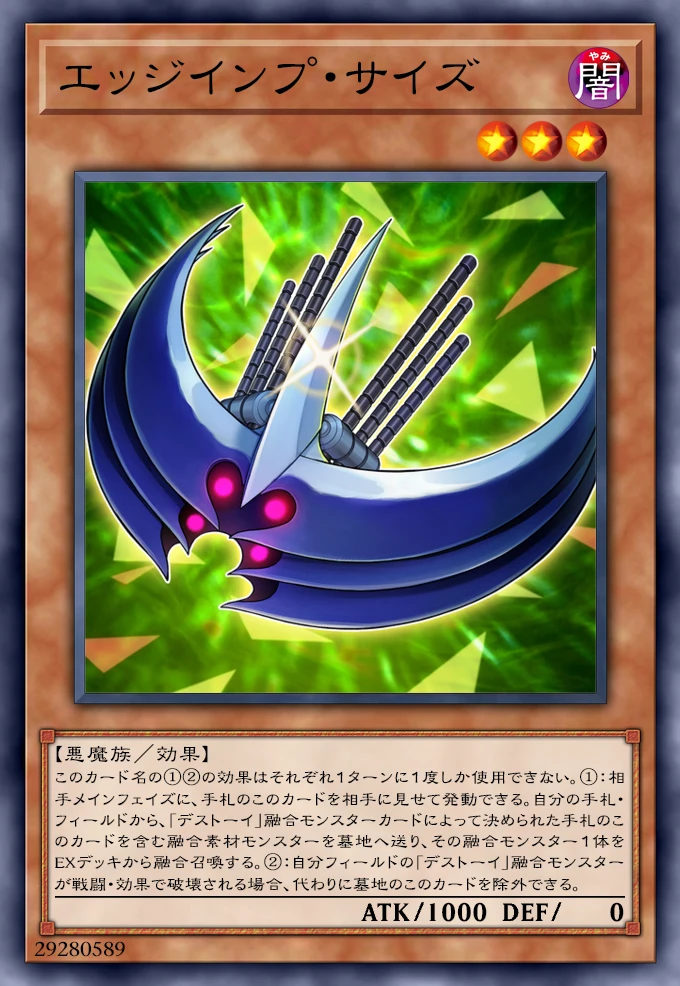 エッジインプ・サイズ
やみ
闇
【悪魔族／効果】
このカード名の①②の効果はそれぞれ1ターンに1度しか使用できない。①：相
手メインフェイズに、手札のこのカードを相手に見せて発動できる。自分の手札・
フィールドから、「デストーイ」融合モンスターカードによって決められた手札のこ
のカードを含む融合素材モンスターを墓地へ送り、その融合モンスター1体を
EXデッキから融合召喚する。②：自分フィールドの「デストーイ」融合モンスター
が戦闘・効果で破壊される場合、代わりに墓地のこのカードを除外できる。
ATK/1000 DEF/ 0
29280589